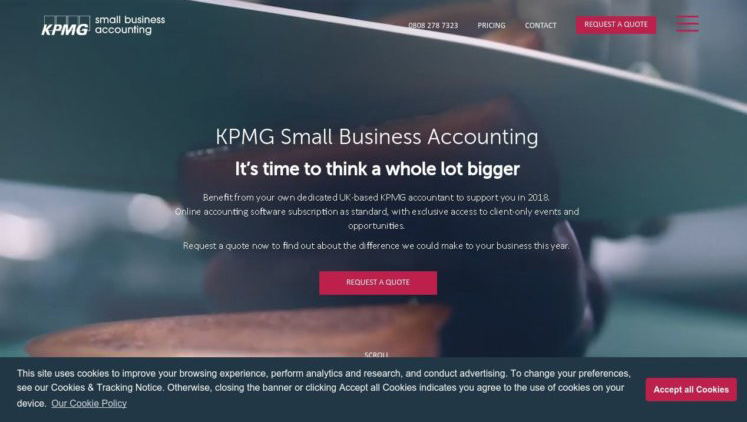 KPMG small business
accounting
0808 278 7323 PRICING CONTACT REQUEST A QUOTE
KPMG Small Business Accounting
It's time to think a whole lot bigger
Benefit from your own dedicated UK-based KPMG accountant to support you in 2018.
Online accounting software subscription as standard, with exclusive access to client-only events and
opportunities.
Request a quote now to find out about the difference we could make to your business this year.
REQUEST A QUOTE
SCROLL
This site uses cookies to improve your browsing experience, perform analytics and research, and conduct advertising. To change your preferences,
see our Cookies & Tracking Notice. Otherwise, closing the banner or clicking Accept all Cookies indicates you agree to the use of cookies on your
device. Our Cookie Policy
Accept all Cookies